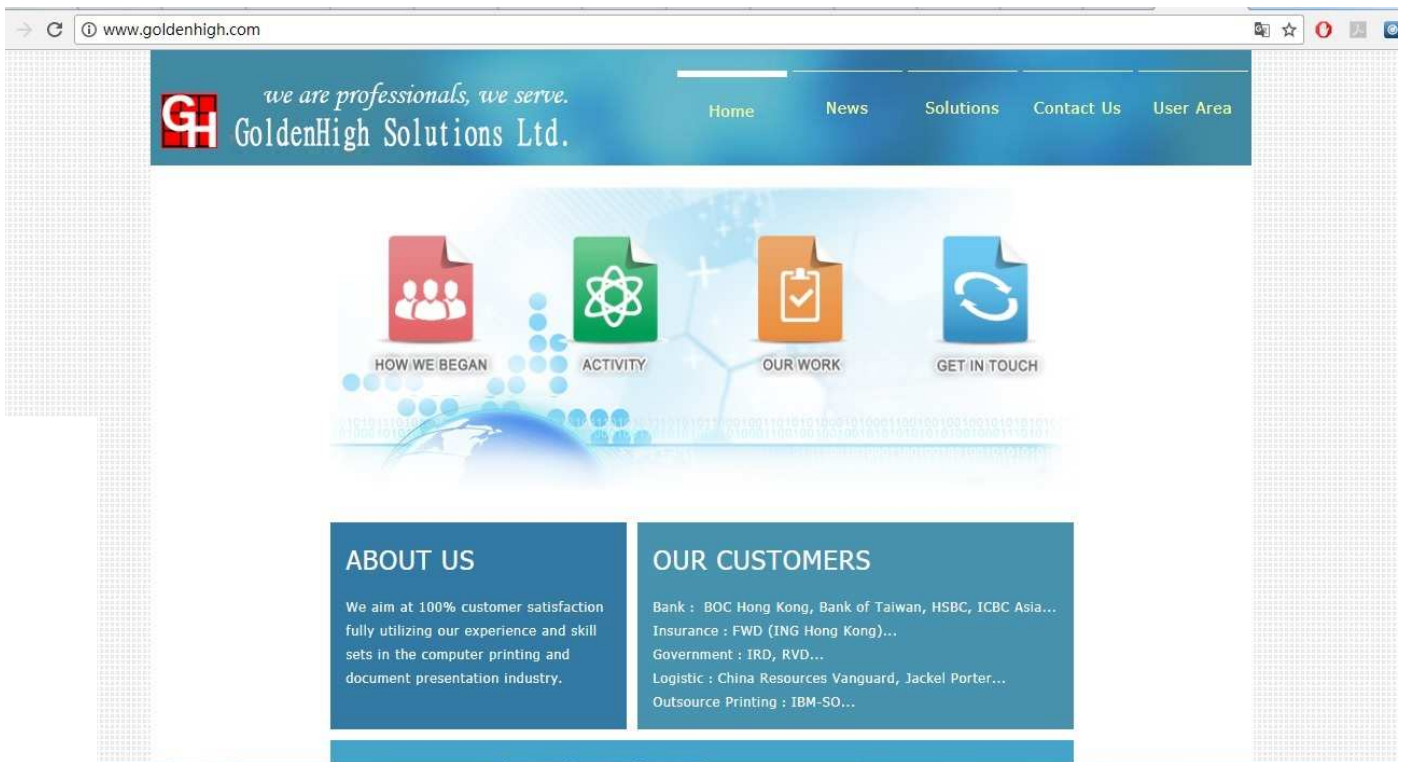 www.goldenhigh.com
GH
we are professionals, we serve.
GoldenHigh Solutions Ltd.
Home
News
Solutions
Contact Us
User Area
HOW WE BEGAN
ACTIVITY
OUR WORK
GET IN TOUCH
ABOUT US
We aim at 100% customer satisfaction
fully utilizing our experience and skill
sets in the computer printing and
document presentation industry.
OUR CUSTOMERS
Bank : BOC Hong Kong, Bank of Taiwan, HSBC, ICBC Asia...
Insurance : FWD (ING Hong Kong)...
Government : IRD, RVD...
Logistic : China Resources Vanguard, Jackel Porter...
Outsource Printing : IBM-SO...